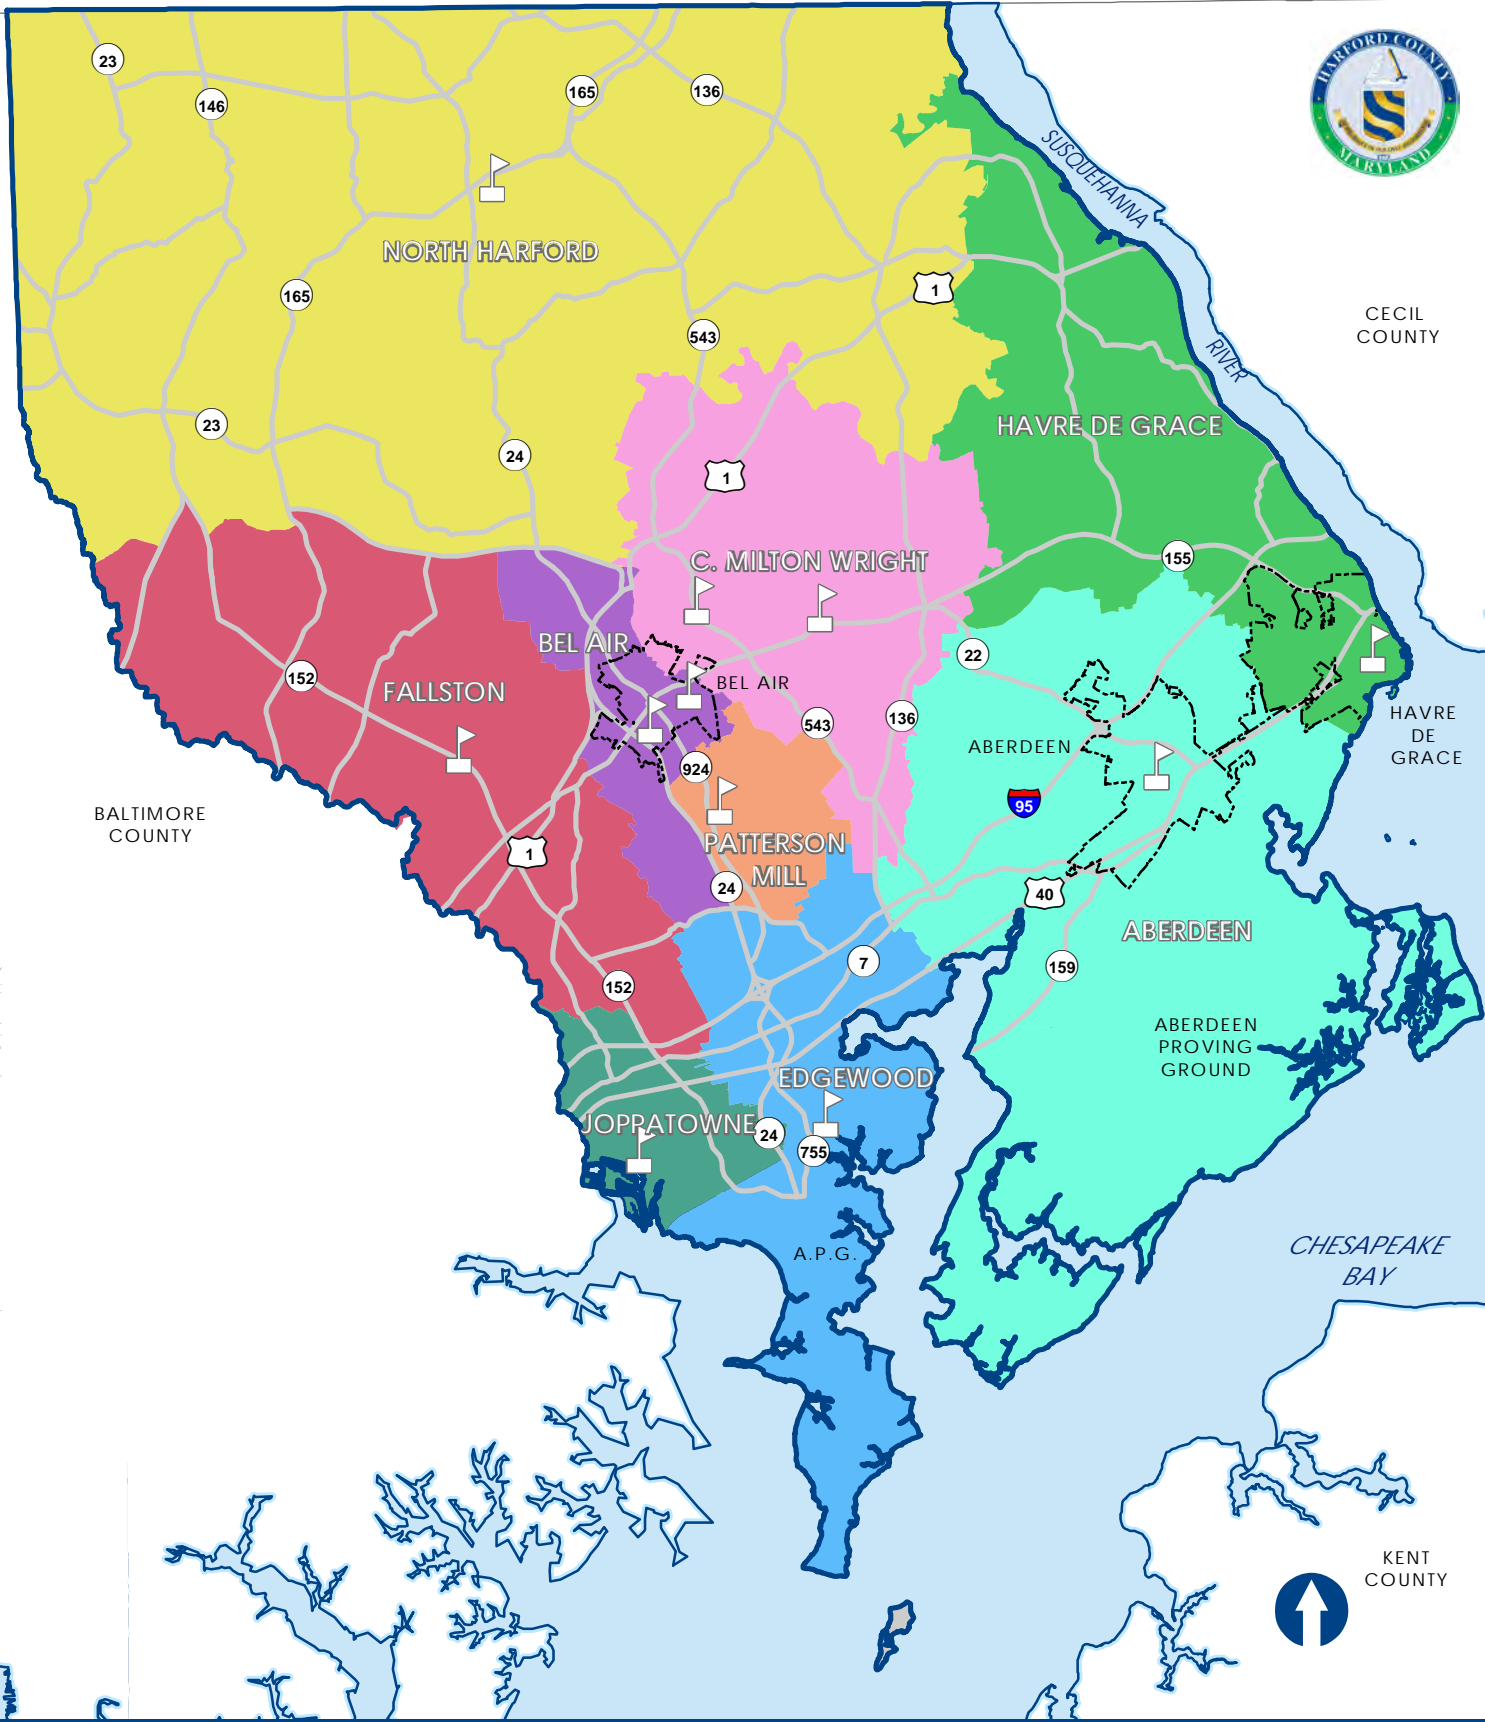 HARFORD COUNTY
MARYLAND
23
146
165
136
SUSQUEHANNA
RIVER
NORTH HARFORD
165
1
CECIL
COUNTY
543
23
HAVRE DE GRACE
24
1
C. MILTON WRIGHT
155
BEL AIR
22
152
FALLSTON
BEL AIR
543
136
HAVRE
DE
GRACE
ABERDEEN
924
95
BALTIMORE
COUNTY
1
PATTERSON
MILL
24
40
ABERDEEN
7
159
152
ABERDEEN
PROVING
GROUND
EDGEWOOD
JOPPATOWNE
24
755
A.P.G.
CHESAPEAKE
BAY
KENT
COUNTY